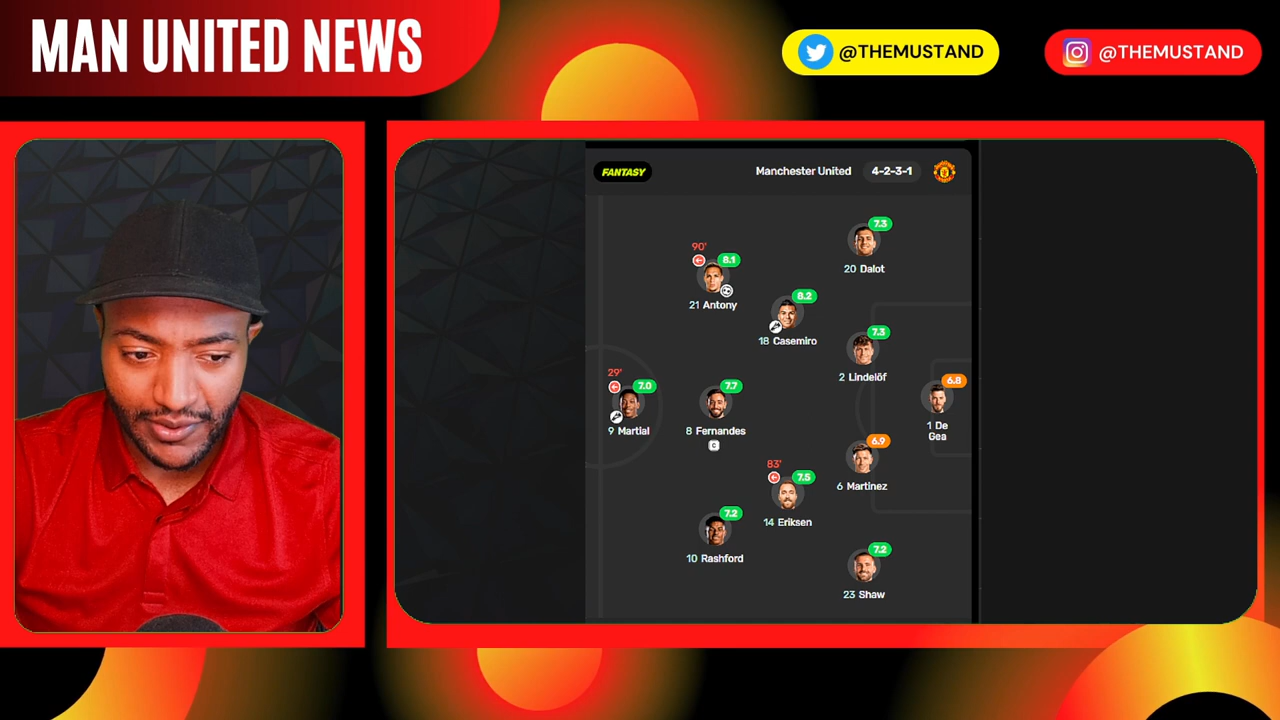 MAN UNITED NEWS
@THEMUSTAND
@THEMUSTAND
FANTASY
Manchester United
4-2-3-1
7.3
20 Dalot
90'
8.1
21 Antony
8.2
18 Casemiro
7.3
2 Lindelöf
29'
7.0
9 Martial
7.7
8 Fernandes
C
6.8
1 De
Gea
6.9
6 Martinez
83'
7.5
14 Eriksen
7.2
10 Rashford
7.2
23 Shaw